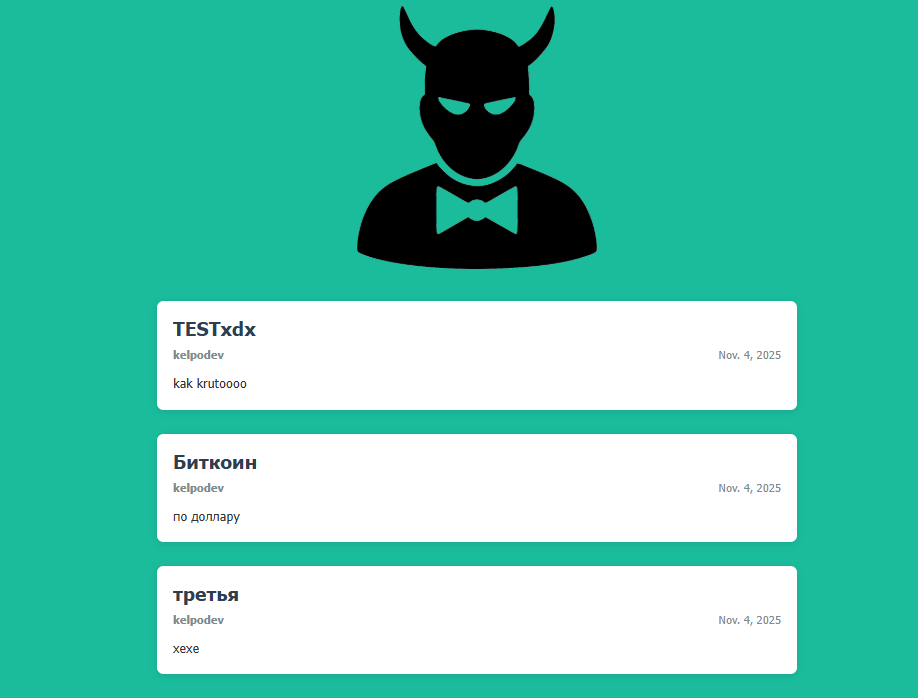 TESTxdx
kelpodev
Nov. 4, 2025
kak krutoooo
Биткоин
kelpodev
Nov. 4, 2025
по доллару
третья
kelpodev
Nov. 4, 2025
хехе